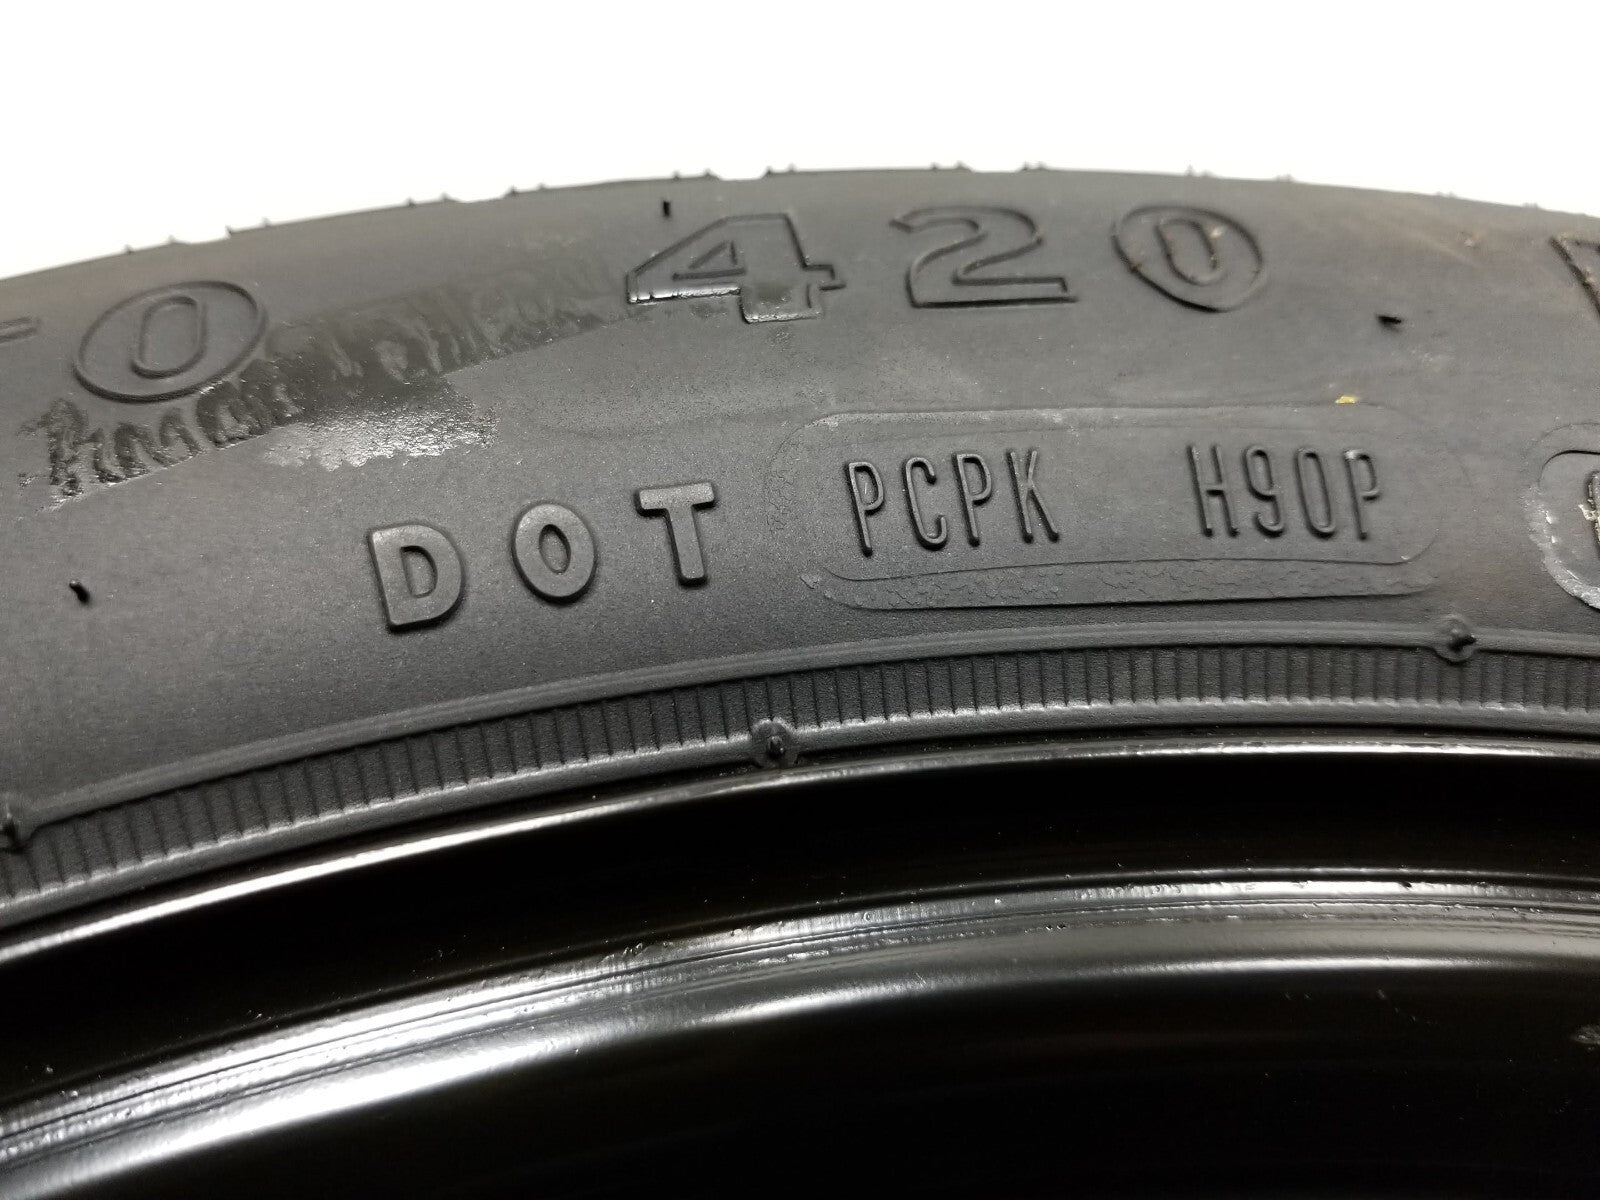 O 420
DOT PCPK H90P